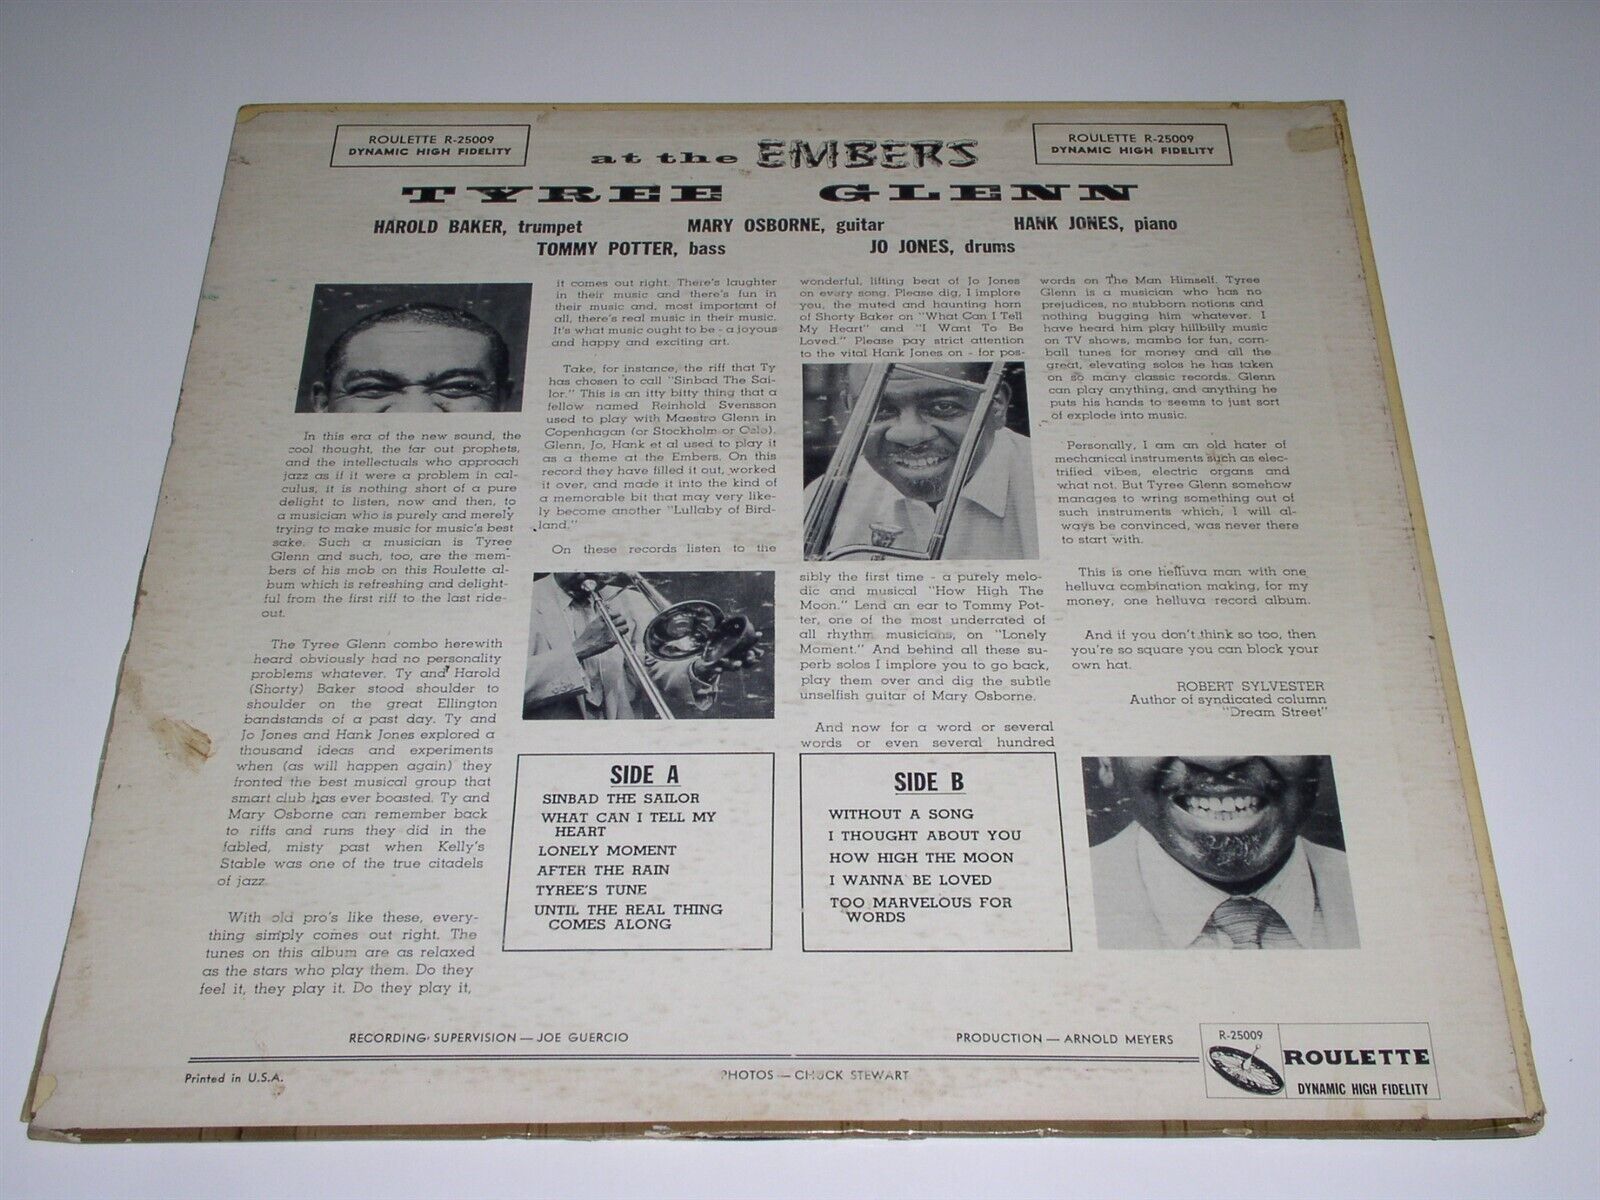 ROULETTE R-25009
DYNAMIC HIGH FIDELITY
at the EMBERS
ROULETTE R-25009
DYNAMIC HIGH FIDELITY
TYREE GLENN
HAROLD BAKER, trumpet
MARY OSBORNE, guitar
HANK JONES, piano
TOMMY POTTER, bass
JO JONES, drums
In this era of the new sound, the
cool thought, the far out prophets,
and the intellectuals who approach
jazz as if it were a problem in cal-
culus, it is nothing short of a pure
delight to listen, now and then, to
a musician who is purely and merely
trying to make music for music's best
sake. Such a musician is Tyree
Glenn and such, too, are the mem-
bers of his mob on this Roulette al-
bum which is refreshing and delight-
ful from the first riff to the last ride-
out.
The Tyree Glenn combo herewith
heard obviously had no personality
problems whatever. Ty and Harold
(Shorty) Baker stood shoulder to
shoulder on the great Ellington
bandstands of a past day. Ty and
Jo Jones and Hank Jones explored a
thousand ideas and experiments
when (as will happen again) they
fronted the best musical group that
smart club has ever boasted. Ty and
Mary Osborne can remember back
to riffs and runs they did in the
fabled, misty past when Kelly's
Stable was one of the true citadels
of jazz.
With old pro's like these, every-
thing simply comes out right. The
tunes on this album are as relaxed
as the stars who play them. Do they
feel it, they play it. Do they play it,
it comes out right. There's laughter
in their music and there's fun in
their music and, most important of
all, there's real music in their music.
It's what music ought to be - a joyous
and happy and exciting art.
Take, for instance, the riff that Ty
has chosen to call "Sinbad The Sai-
lor." This is an itty bitty thing that a
fellow named Reinhold Svensson
used to play with Maestro Glenn in
Copenhagan (or Stockholm or Oslo).
Glenn, Jo, Hank et al used to play it
as a theme at the Embers. On this
record they have filled it out, worked
it over, and made it into the kind of
a memorable bit that may very like-
ly become another "Lullaby of Bird-
land."
On these records listen to the
wonderful, lifting beat of Jo Jones
on every song. Please dig, I implore
you, the muted and haunting horn
of Shorty Baker on "What Can I Tell
My Heart" and "I Want To Be
Loved." Please pay strict attention
to the vital Hank Jones on - for pos-
sibly the first time - a purely melo-
dic and musical "How High The
Moon." Lend an ear to Tommy Pot-
ter, one of the most underrated of
all rhythm musicians, on "Lonely
Moment." And behind all these su-
perb solos I implore you to go back,
play them over and dig the subtle
unselfish guitar of Mary Osborne.
And now for a word or several
words or even several hundred
words on The Man Himself. Tyree
Glenn is a musician who has no
prejudices, no stubborn notions and
nothing bugging him whatever. I
have heard him play hillbilly music
on TV shows, mambo for fun, corn-
ball tunes for money and all the
great, elevating solos he has taken
on so many classic records. Glenn
can play anything, and anything he
puts his hands to seems to just sort
of explode into music.
Personally, I am an old hater of
mechanical instruments such as elec-
trified vibes, electric organs and
what not. But Tyree Glenn somehow
manages to wring something out of
such instruments which, I will al-
ways be convinced, was never there
to start with.
This is one helluva man with one
helluva combination making, for my
money, one helluva record album.
And if you don't think so too, then
you're so square you can block your
own hat.
ROBERT SYLVESTER
Author of syndicated column
"Dream Street"
SIDE A
SINBAD THE SAILOR
WHAT CAN I TELL MY
HEART
LONELY MOMENT
AFTER THE RAIN
TYREE'S TUNE
UNTIL THE REAL THING
COMES ALONG
SIDE B
WITHOUT A SONG
I THOUGHT ABOUT YOU
HOW HIGH THE MOON
I WANNA BE LOVED
TOO MARVELOUS FOR
WORDS
RECORDING SUPERVISION — JOE GUERCIO
PRODUCTION — ARNOLD MEYERS
Printed in U.S.A.
PHOTOS — CHUCK STEWART
R-25009
ROULETTE
DYNAMIC HIGH FIDELITY